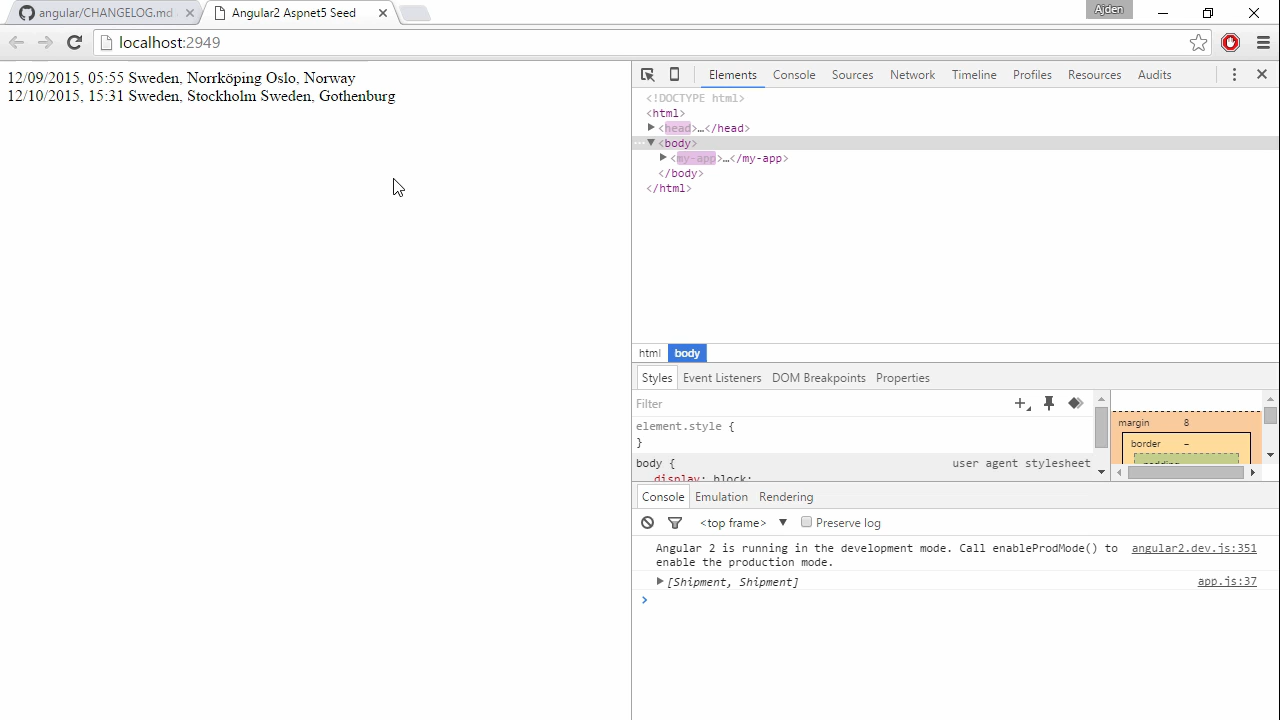 angular/CHANGELOG.md
Angular2 Aspnet5 Seed
Ajden
localhost:2949
12/09/2015, 05:55 Sweden, Norrköping Oslo, Norway
12/10/2015, 15:31 Sweden, Stockholm Sweden, Gothenburg
Elements Console Sources Network Timeline Profiles Resources Audits
<!DOCTYPE html>
<html>
<head>…</head>
<body>
<my-app>…</my-app>
</body>
</html>
html body
Styles Event Listeners DOM Breakpoints Properties
Filter
element.style {
}
body { user agent stylesheet
display: block;
margin 8
border –
padding
Console Emulation Rendering
<top frame> Preserve log
Angular 2 is running in the development mode. Call enableProdMode() to angular2.dev.js:351
enable the production mode.
[Shipment, Shipment] app.js:37